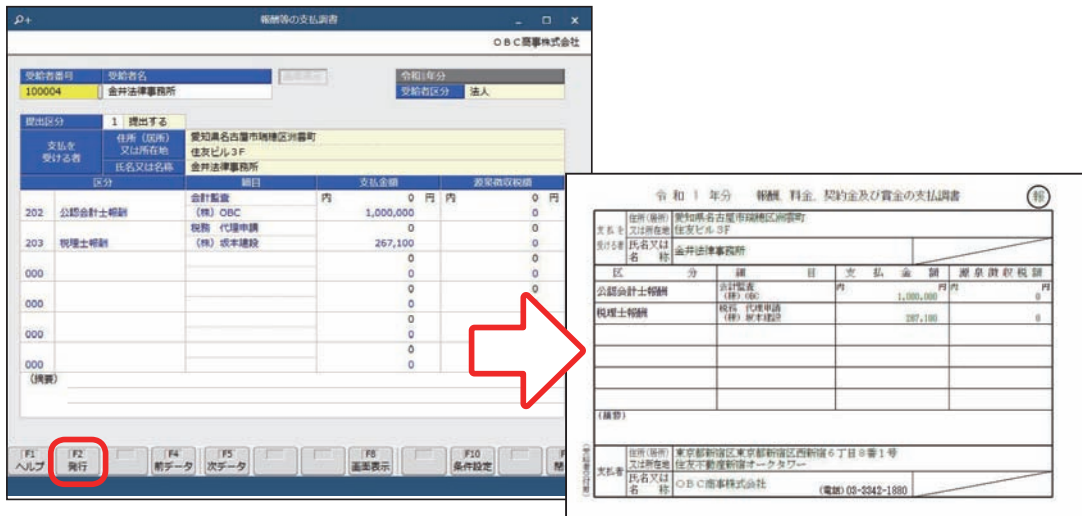 報酬等の支払調書
OBC商事株式会社
受給者番号 受給者名 令和1年分
100004 金井法律事務所 受給者区分 法人
提出区分 1 提出する
支払を受ける者 住所(居所)又は所在地 愛知県名古屋市瑞穂区洲雲町
住友ビル3F
氏名又は名称 金井法律事務所
区分 細目 支払金額 源泉徴収税額
会計監査 内 0 円 内 0 円
202 公認会計士報酬 (株)OBC 1,000,000 0
税務 代理申請 0 0
203 税理士報酬 (株)坂本建設 267,100 0
0 0
000 0 0
0 0
000 0
0
000 0
0
000 0
(摘要)
F1 F2 F4 F5 F8 F10
ヘルプ 発行 前データ 次データ 画面表示 条件設定
令和 1 年分 報酬、料金、契約金及び賞金の支払調書 報
支払を受ける者 住所(居所)又は所在地 愛知県名古屋市瑞穂区洲雲町
住友ビル 3F
氏名又は名称 金井法律事務所
区分 細目 支払金額 源泉徴収税額
公認会計士報酬 会計監査 内 円 内 円
(株) OBC 1,000,000 0
税理士報酬 税務 代理申請
(株) 坂本建設 267,100 0
(摘要)
支払者 住所(居所)又は所在地 東京都新宿区東京都新宿区西新宿6丁目8番1号
住友不動産新宿オークタワー
氏名又は名称 OBC商事株式会社 (電話) 03-3342-1880